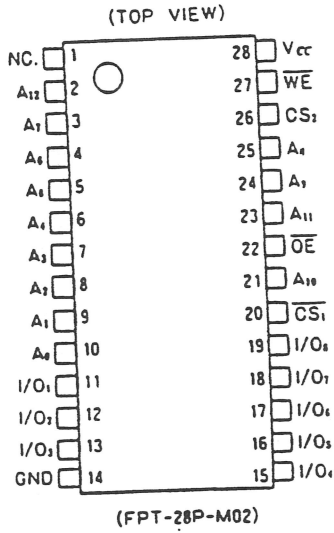 (TOP VIEW)
NC. 1 28 Vcc
A₁₂ 2 27 W̅E̅
A₇ 3 26 CS₂
A₆ 4 25 A₈
A₅ 5 24 A₉
A₄ 6 23 A₁₁
A₃ 7 22 O̅E̅
A₂ 8 21 A₁₀
A₁ 9 20 C̅S̅₁
A₀ 10 19 I/O₈
I/O₁ 11 18 I/O₇
I/O₂ 12 17 I/O₆
I/O₃ 13 16 I/O₅
GND 14 15 I/O₄
(FPT-28P-M02)